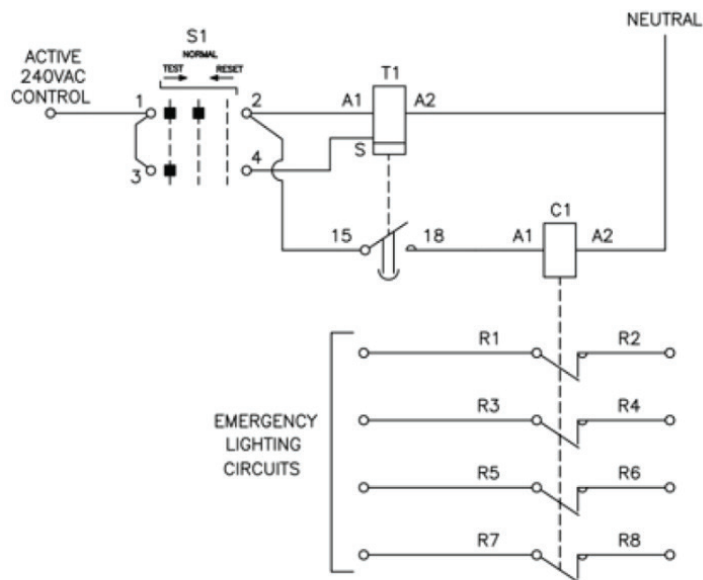 NEUTRAL
S1
NORMAL
TEST RESET
ACTIVE
240VAC
CONTROL
T1
1 2 A1 A2
S
3 4
C1
15 18 A1 A2
R1 R2
R3 R4
EMERGENCY
LIGHTING
CIRCUITS
R5 R6
R7 R8